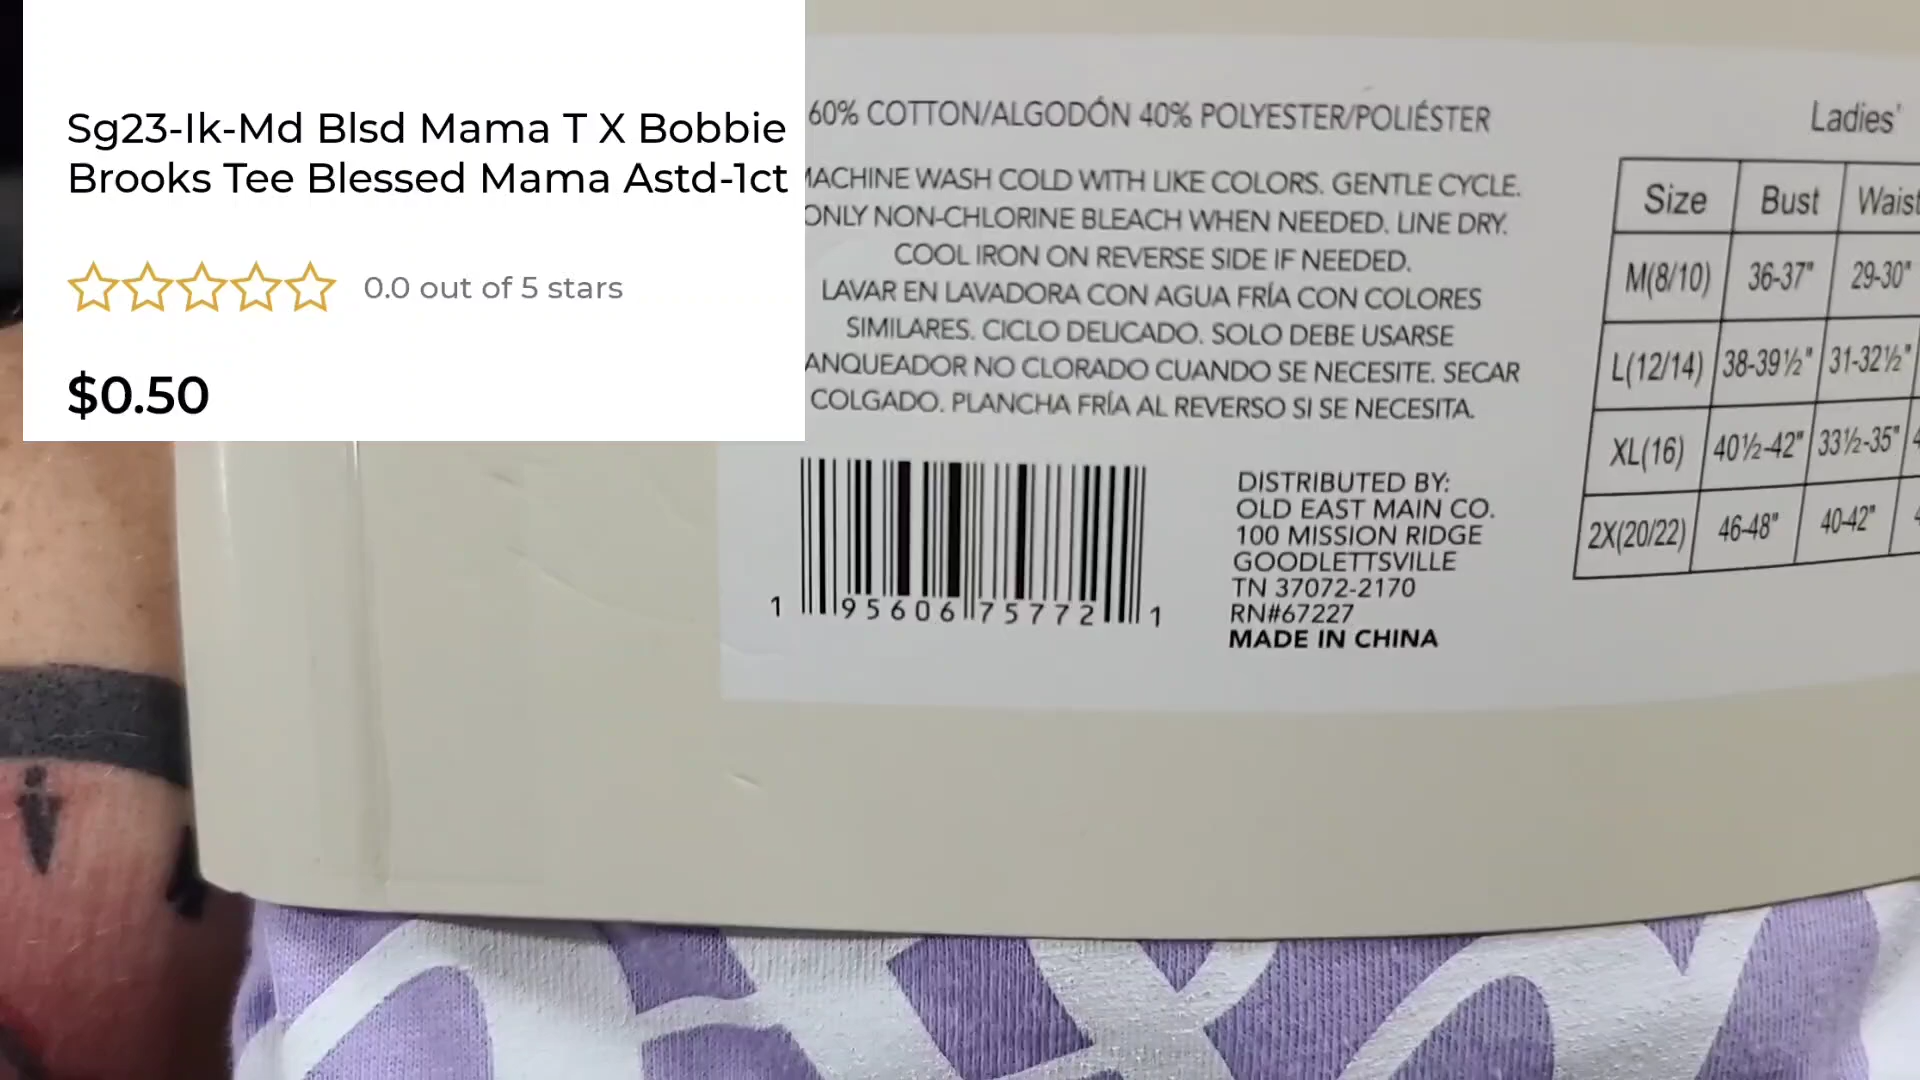 Sg23-Ik-Md Blsd Mama T X Bobbie
Brooks Tee Blessed Mama Astd-1ct
0.0 out of 5 stars
$0.50
60% COTTON/ALGODÓN 40% POLYESTER/POLIÉSTER
MACHINE WASH COLD WITH LIKE COLORS. GENTLE CYCLE.
ONLY NON-CHLORINE BLEACH WHEN NEEDED. LINE DRY.
COOL IRON ON REVERSE SIDE IF NEEDED.
LAVAR EN LAVADORA CON AGUA FRÍA CON COLORES
SIMILARES. CICLO DELICADO. SOLO DEBE USARSE
ANQUEADOR NO CLORADO CUANDO SE NECESITE. SECAR
COLGADO. PLANCHA FRÍA AL REVERSO SI SE NECESITA.
1 95606 75772 1
DISTRIBUTED BY:
OLD EAST MAIN CO.
100 MISSION RIDGE
GOODLETTSVILLE
TN 37072-2170
RN#67227
MADE IN CHINA
Ladies'
Size Bust Waist
M(8/10) 36-37" 29-30"
L(12/14) 38-39½" 31-32½"
XL(16) 40½-42" 33½-35" 4
2X(20/22) 46-48" 40-42" 4